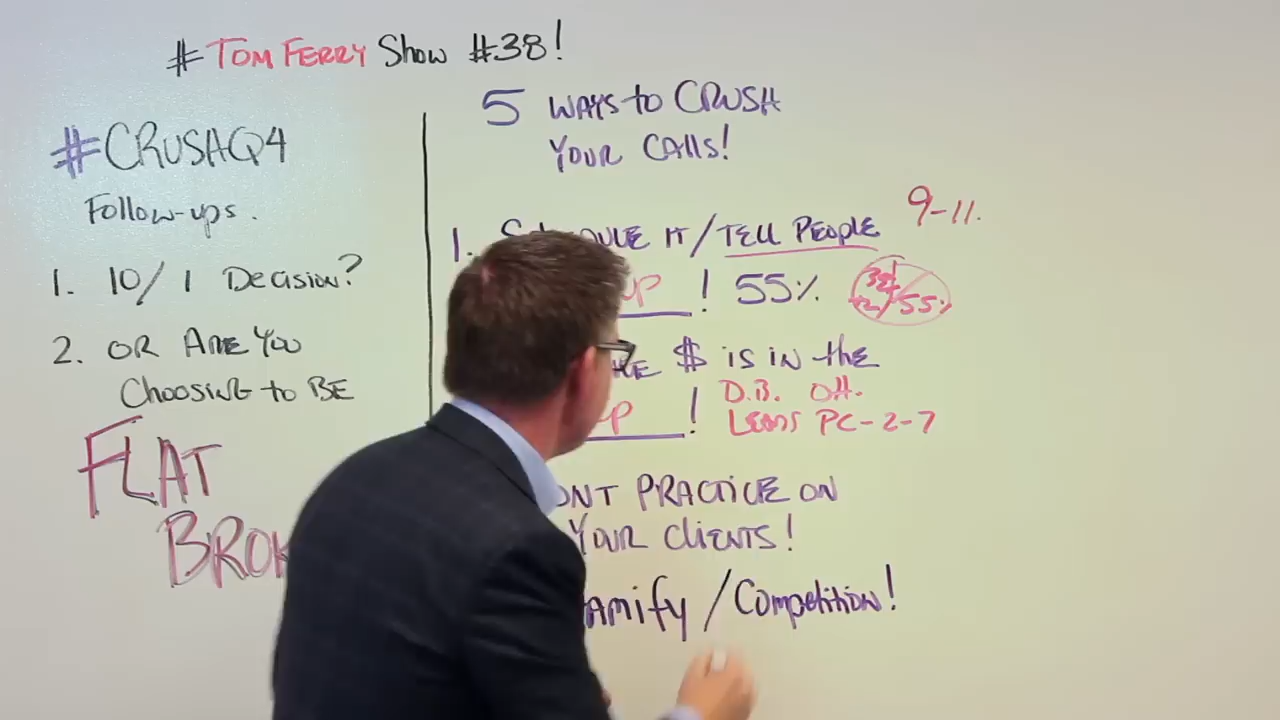 # TOM FERRY Show #38!
#CRUSHQ4
Follow-ups.
1. 10/1 Decision?
2. OR ARE YOU
Choosing to BE
FLAT
BROK
5 WAYS to CRUSH
YOUR CALLS!
1. SCHEDULE IT/TELL PEOPLE 9-11.
UP ! 55%. 55%
$ is in the
UP ! D.B. OH.
LEADS PC-2-7
ONT PRACTICE ON
YOUR CLIENTS!
amify/Competition!